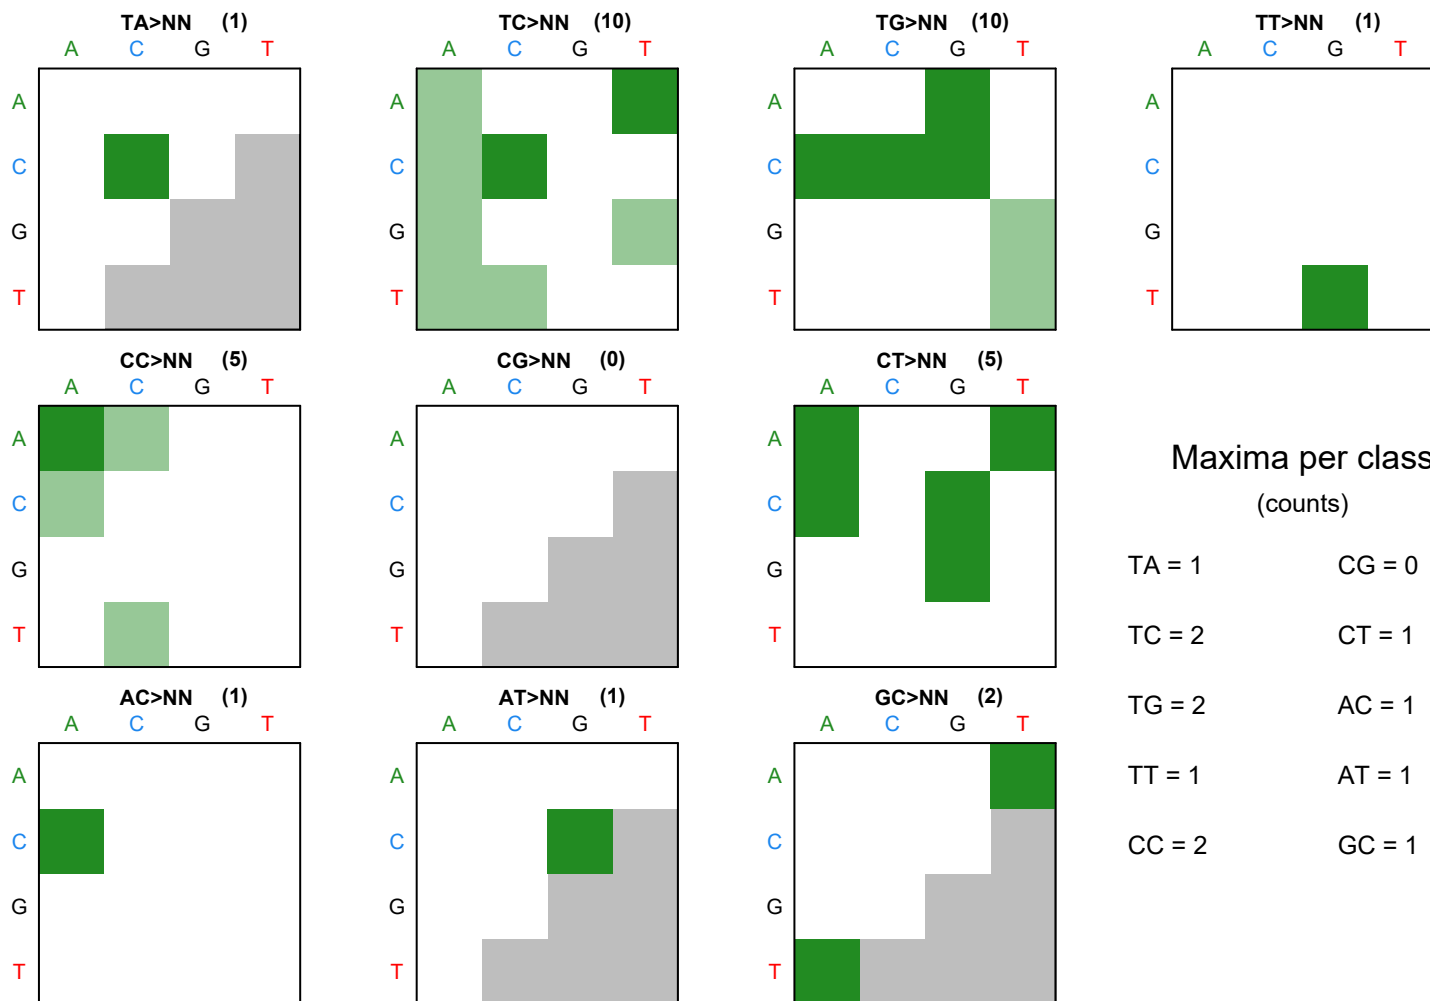 TA>NN (1)
A C G T
A
C
G
T
TC>NN (10)
A C G T
A
C
G
T
TG>NN (10)
A C G T
A
C
G
T
TT>NN (1)
A C G T
A
C
G
T
CC>NN (5)
A C G T
A
C
G
T
CG>NN (0)
A C G T
A
C
G
T
CT>NN (5)
A C G T
A
C
G
T
AC>NN (1)
A C G T
A
C
G
T
AT>NN (1)
A C G T
A
C
G
T
GC>NN (2)
A C G T
A
C
G
T
Maxima per class
(counts)
TA = 1 CG = 0
TC = 2 CT = 1
TG = 2 AC = 1
TT = 1 AT = 1
CC = 2 GC = 1